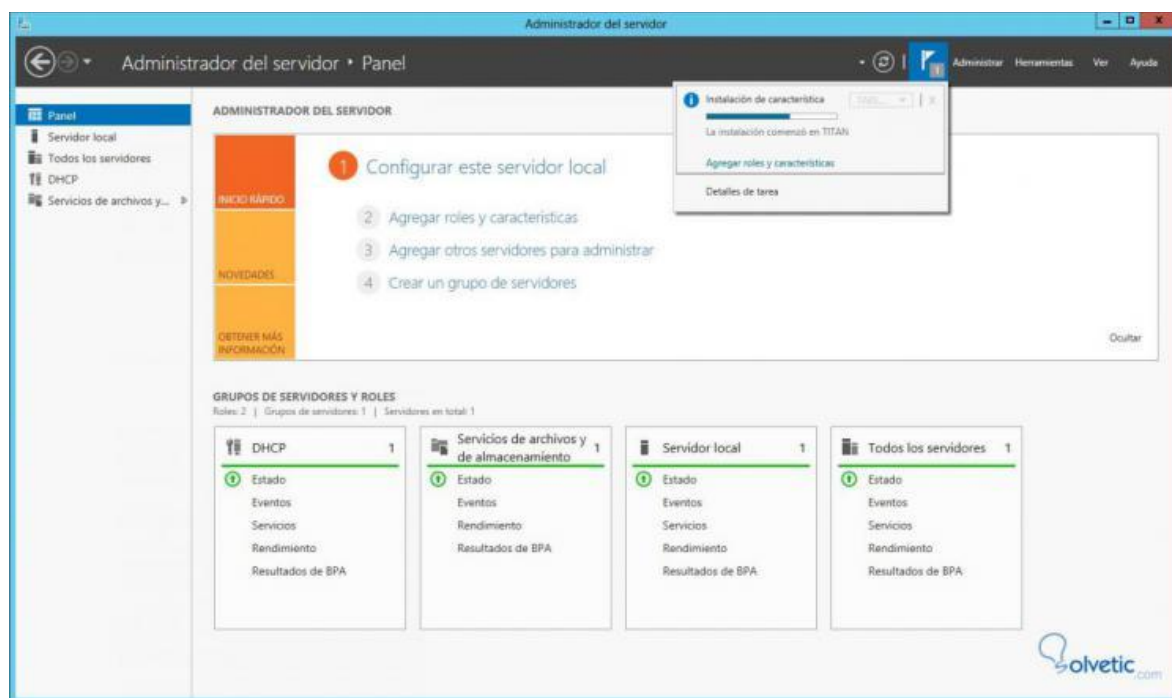 Administrador del servidor
Administrador del servidor • Panel
Administrar Herramientas Ver Ayuda
Panel
Servidor local
Todos los servidores
DHCP
Servicios de archivos y...
ADMINISTRADOR DEL SERVIDOR
Instalación de característica
La instalación comenzó en TITAN
Agregar roles y características
Detalles de tarea
1 Configurar este servidor local
2 Agregar roles y características
3 Agregar otros servidores para administrar
4 Crear un grupo de servidores
INICIO RÁPIDO
NOVEDADES
OBTENER MÁS
INFORMACIÓN
Ocultar
GRUPOS DE SERVIDORES Y ROLES
Roles: 2 | Grupos de servidores: 1 | Servidores en total: 1
DHCP 1
Estado
Eventos
Servicios
Rendimiento
Resultados de BPA
Servicios de archivos y
de almacenamiento 1
Estado
Eventos
Rendimiento
Resultados de BPA
Servidor local 1
Estado
Eventos
Servicios
Rendimiento
Resultados de BPA
Todos los servidores 1
Estado
Eventos
Servicios
Rendimiento
Resultados de BPA
Solvetic.com